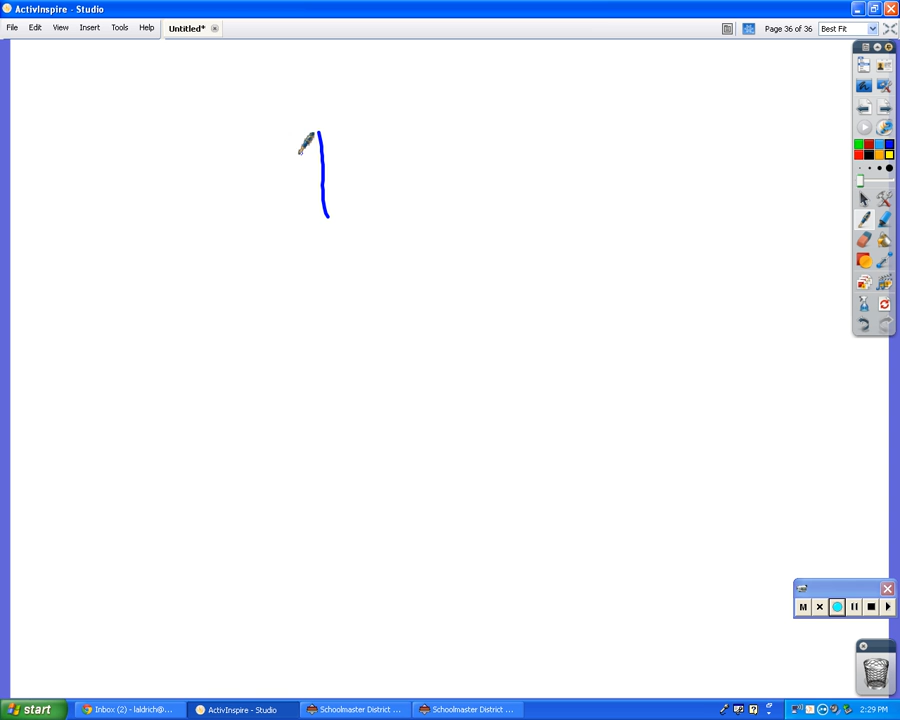 ActivInspire - Studio
File Edit View Insert Tools Help Untitled* Page 36 of 36 Best Fit
M
start Inbox (2) - laldrich@... ActivInspire - Studio Schoolmaster District ... Schoolmaster District ... 2:29 PM